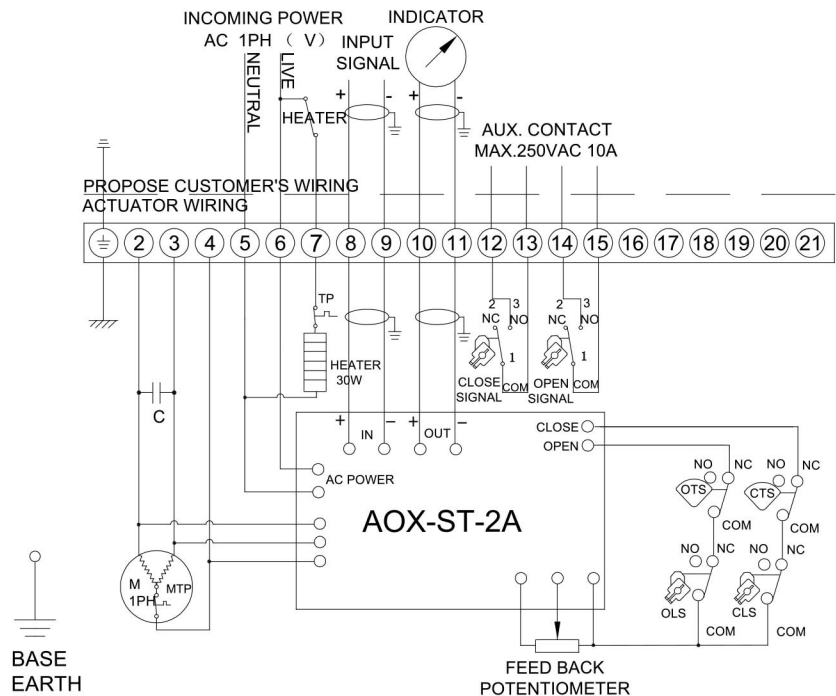 INCOMING POWER
AC 1PH ( V)
INPUT
SIGNAL
INDICATOR
NEUTRAL
LIVE
HEATER
+ -
+ -
AUX. CONTACT
MAX.250VAC 10A
PROPOSE CUSTOMER'S WIRING
ACTUATOR WIRING
2 3 4 5 6 7 8 9 10 11 12 13 14 15 16 17 18 19 20 21
TP
HEATER
30W
2 3
NC NO
1
CLOSE
SIGNAL
COM
2 3
NC NO
1
OPEN
SIGNAL
COM
C
+ IN − + OUT −
CLOSE
OPEN
AC POWER
AOX-ST-2A
NO NC
OTS
COM
NO NC
CTS
COM
NO NC
OLS
COM
NO NC
CLS
COM
M
1PH
MTP
BASE
EARTH
FEED BACK
POTENTIOMETER